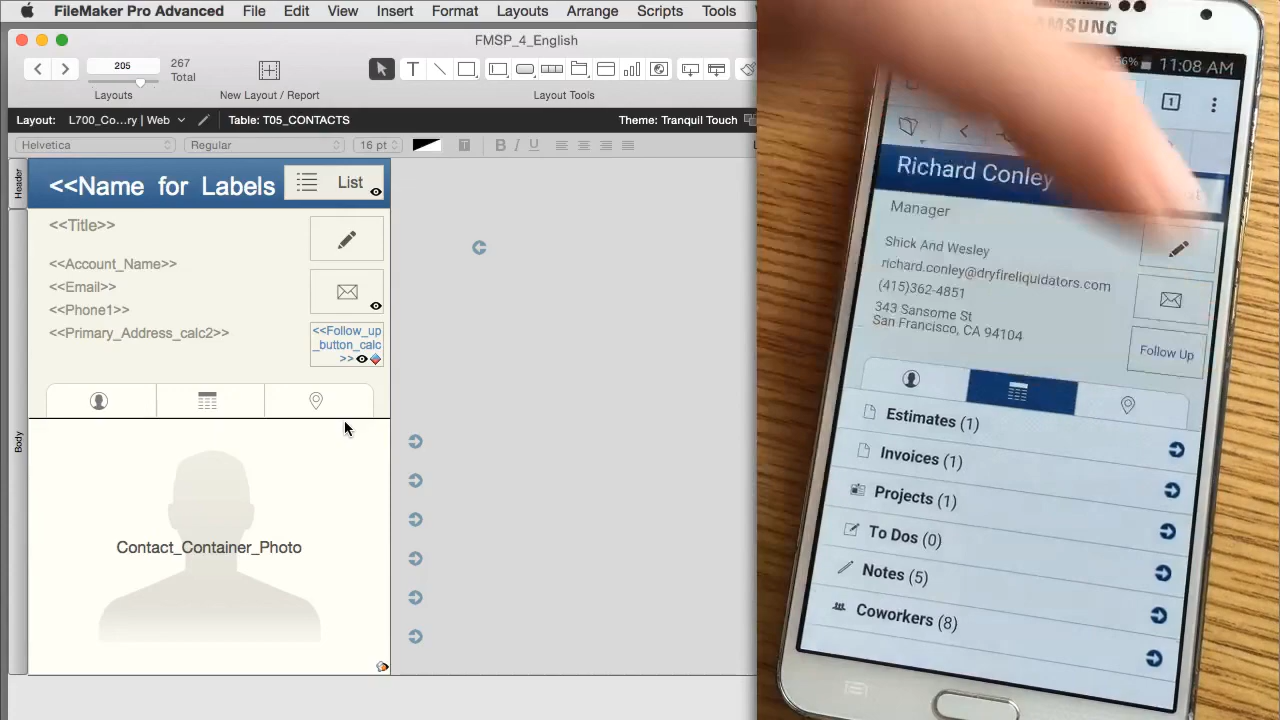 FileMaker Pro Advanced File Edit View Insert Format Layouts Arrange Scripts Tools
FMSP_4_English
205
267
Total
Layouts
New Layout / Report
Layout Tools
Layout: L700_Co...ry | Web Table: T05_CONTACTS Theme: Tranquil Touch
Helvetica Regular 16 pt B I U
Header
<<Name for Labels
List
<<Title>>
<<Account_Name>>
<<Email>>
<<Phone1>>
<<Primary_Address_calc2>>
<<Follow_up
_button_calc
>>
Body
Contact_Container_Photo
SAMSUNG
56% 11:08 AM
1
Richard Conley
Manager
Shick And Wesley
richard.conley@dryfireliquidators.com
(415)362-4851
343 Sansome St
San Francisco, CA 94104
Follow Up
Estimates (1)
Invoices (1)
Projects (1)
To Dos (0)
Notes (5)
Coworkers (8)